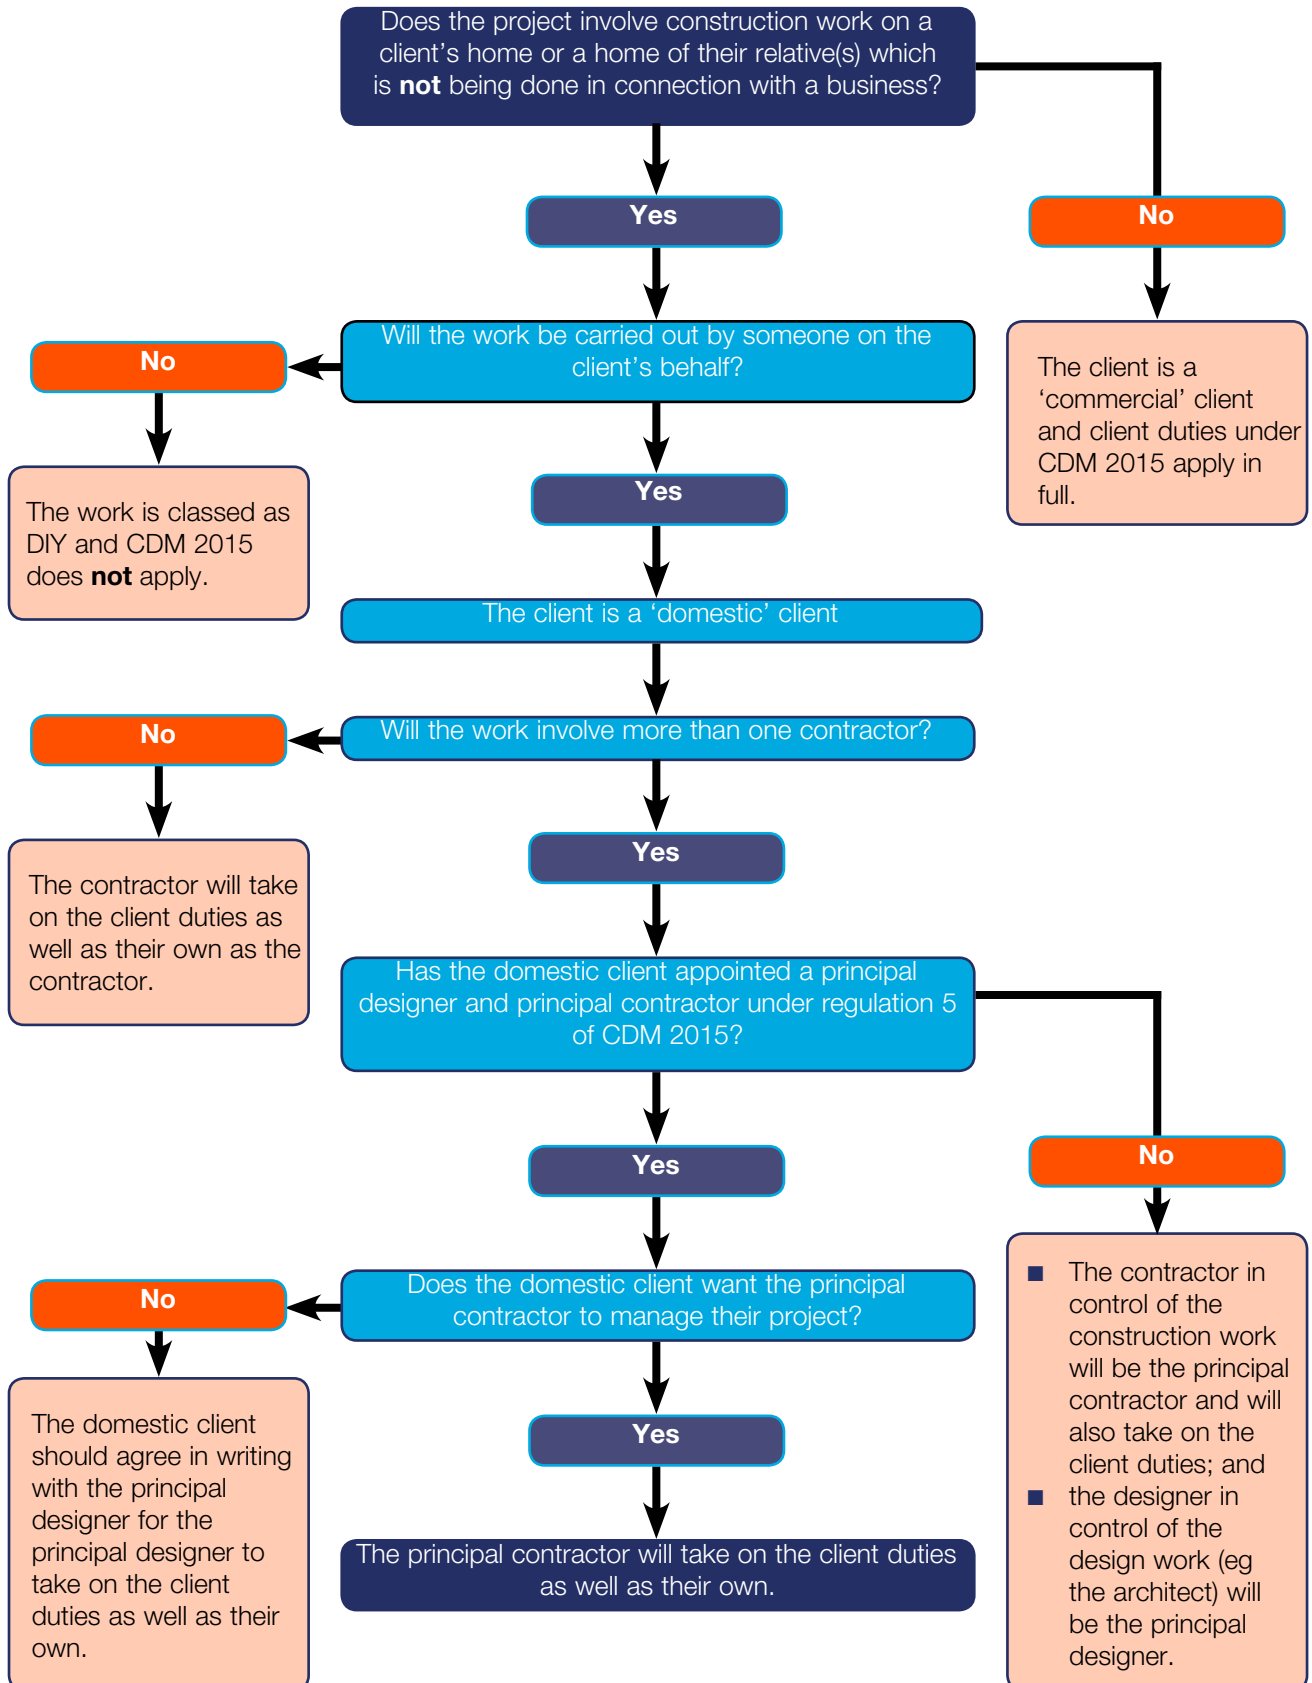 Does the project involve construction work on a
client’s home or a home of their relative(s) which
is not being done in connection with a business?
Yes
No
Will the work be carried out by someone on the
client’s behalf?
No
The client is a
‘commercial’ client
and client duties under
CDM 2015 apply in
full.
Yes
The work is classed as
DIY and CDM 2015
does not apply.
The client is a ‘domestic’ client
Will the work involve more than one contractor?
No
Yes
The contractor will take
on the client duties as
well as their own as the
contractor.
Has the domestic client appointed a principal
designer and principal contractor under regulation 5
of CDM 2015?
Yes
No
Does the domestic client want the principal
contractor to manage their project?
No
■ The contractor in
control of the
construction work
will be the principal
contractor and will
also take on the
client duties; and
■ the designer in
control of the
design work (eg
the architect) will
be the principal
designer.
Yes
The domestic client
should agree in writing
with the principal
designer for the
principal designer to
take on the client
duties as well as their
own.
The principal contractor will take on the client duties
as well as their own.